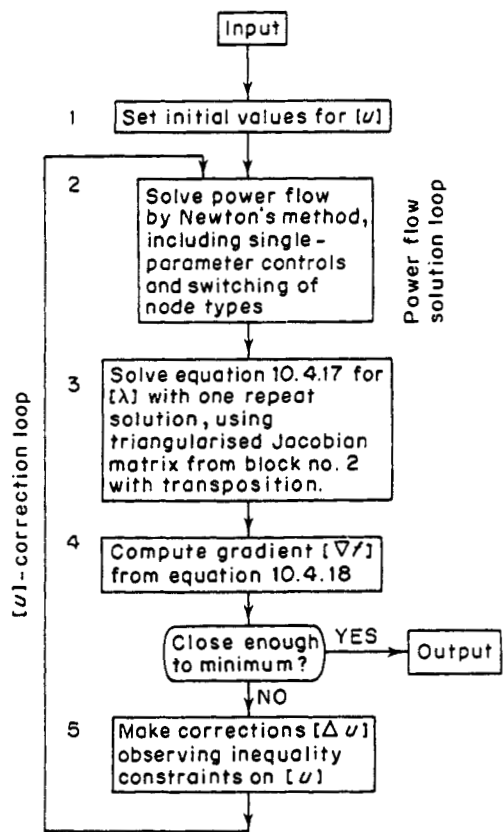 Input
1 Set initial values for [u]
2
Solve power flow
by Newton's method,
including single-
parameter controls
and switching of
node types
Power flow
solution loop
3
Solve equation 10.4.17 for
[λ] with one repeat
solution, using
triangularised Jacobian
matrix from block no. 2
with transposition.
[u]-correction loop
4
Compute gradient [∇f]
from equation 10.4.18
Close enough
to minimum?
YES
Output
NO
5
Make corrections [Δu]
observing inequality
constraints on [u]